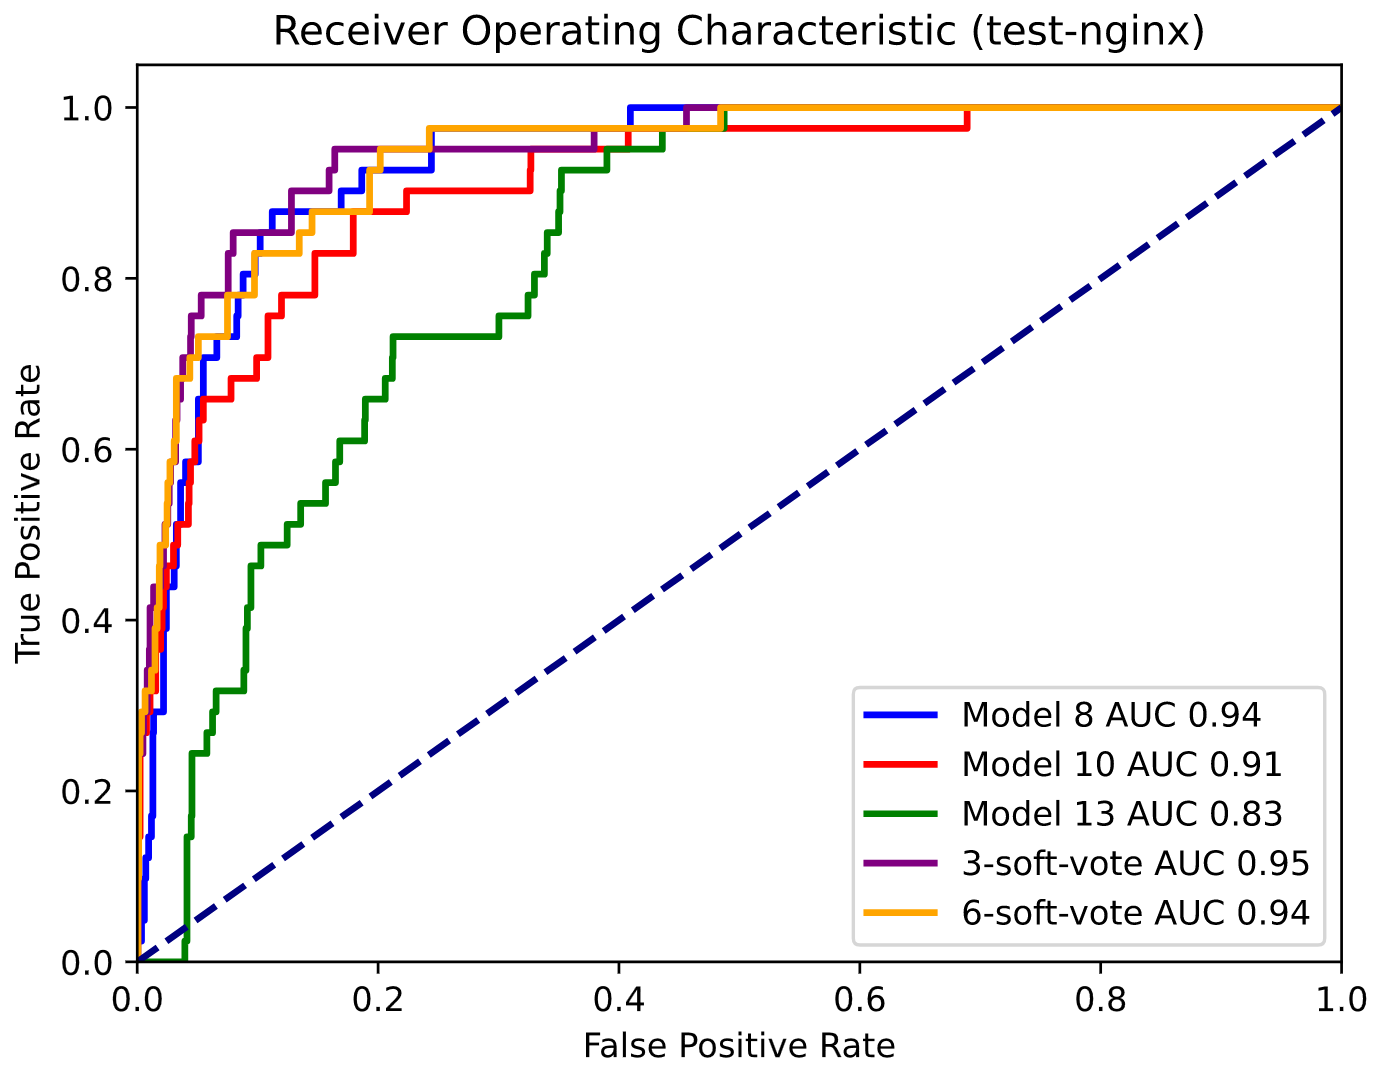 Receiver Operating Characteristic (test-nginx)
1.0
0.8
0.6
0.4
0.2
0.0
True Positive Rate
Model 8 AUC 0.94
Model 10 AUC 0.91
Model 13 AUC 0.83
3-soft-vote AUC 0.95
6-soft-vote AUC 0.94
0.0 0.2 0.4 0.6 0.8 1.0
False Positive Rate